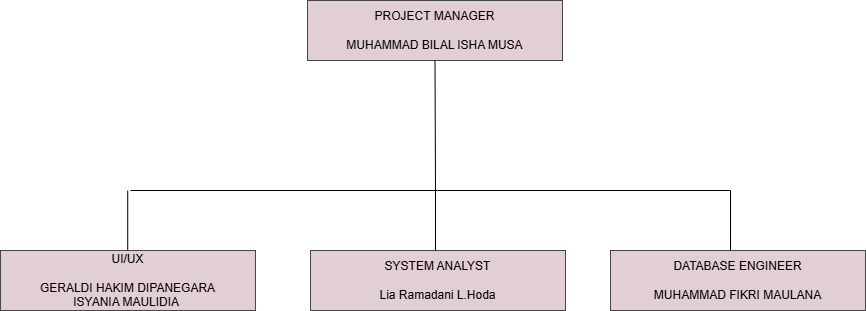 PROJECT MANAGER
MUHAMMAD BILAL ISHA MUSA
UI/UX
GERALDI HAKIM DIPANEGARA
ISYANIA MAULIDIA
SYSTEM ANALYST
Lia Ramadani L.Hoda
DATABASE ENGINEER
MUHAMMAD FIKRI MAULANA